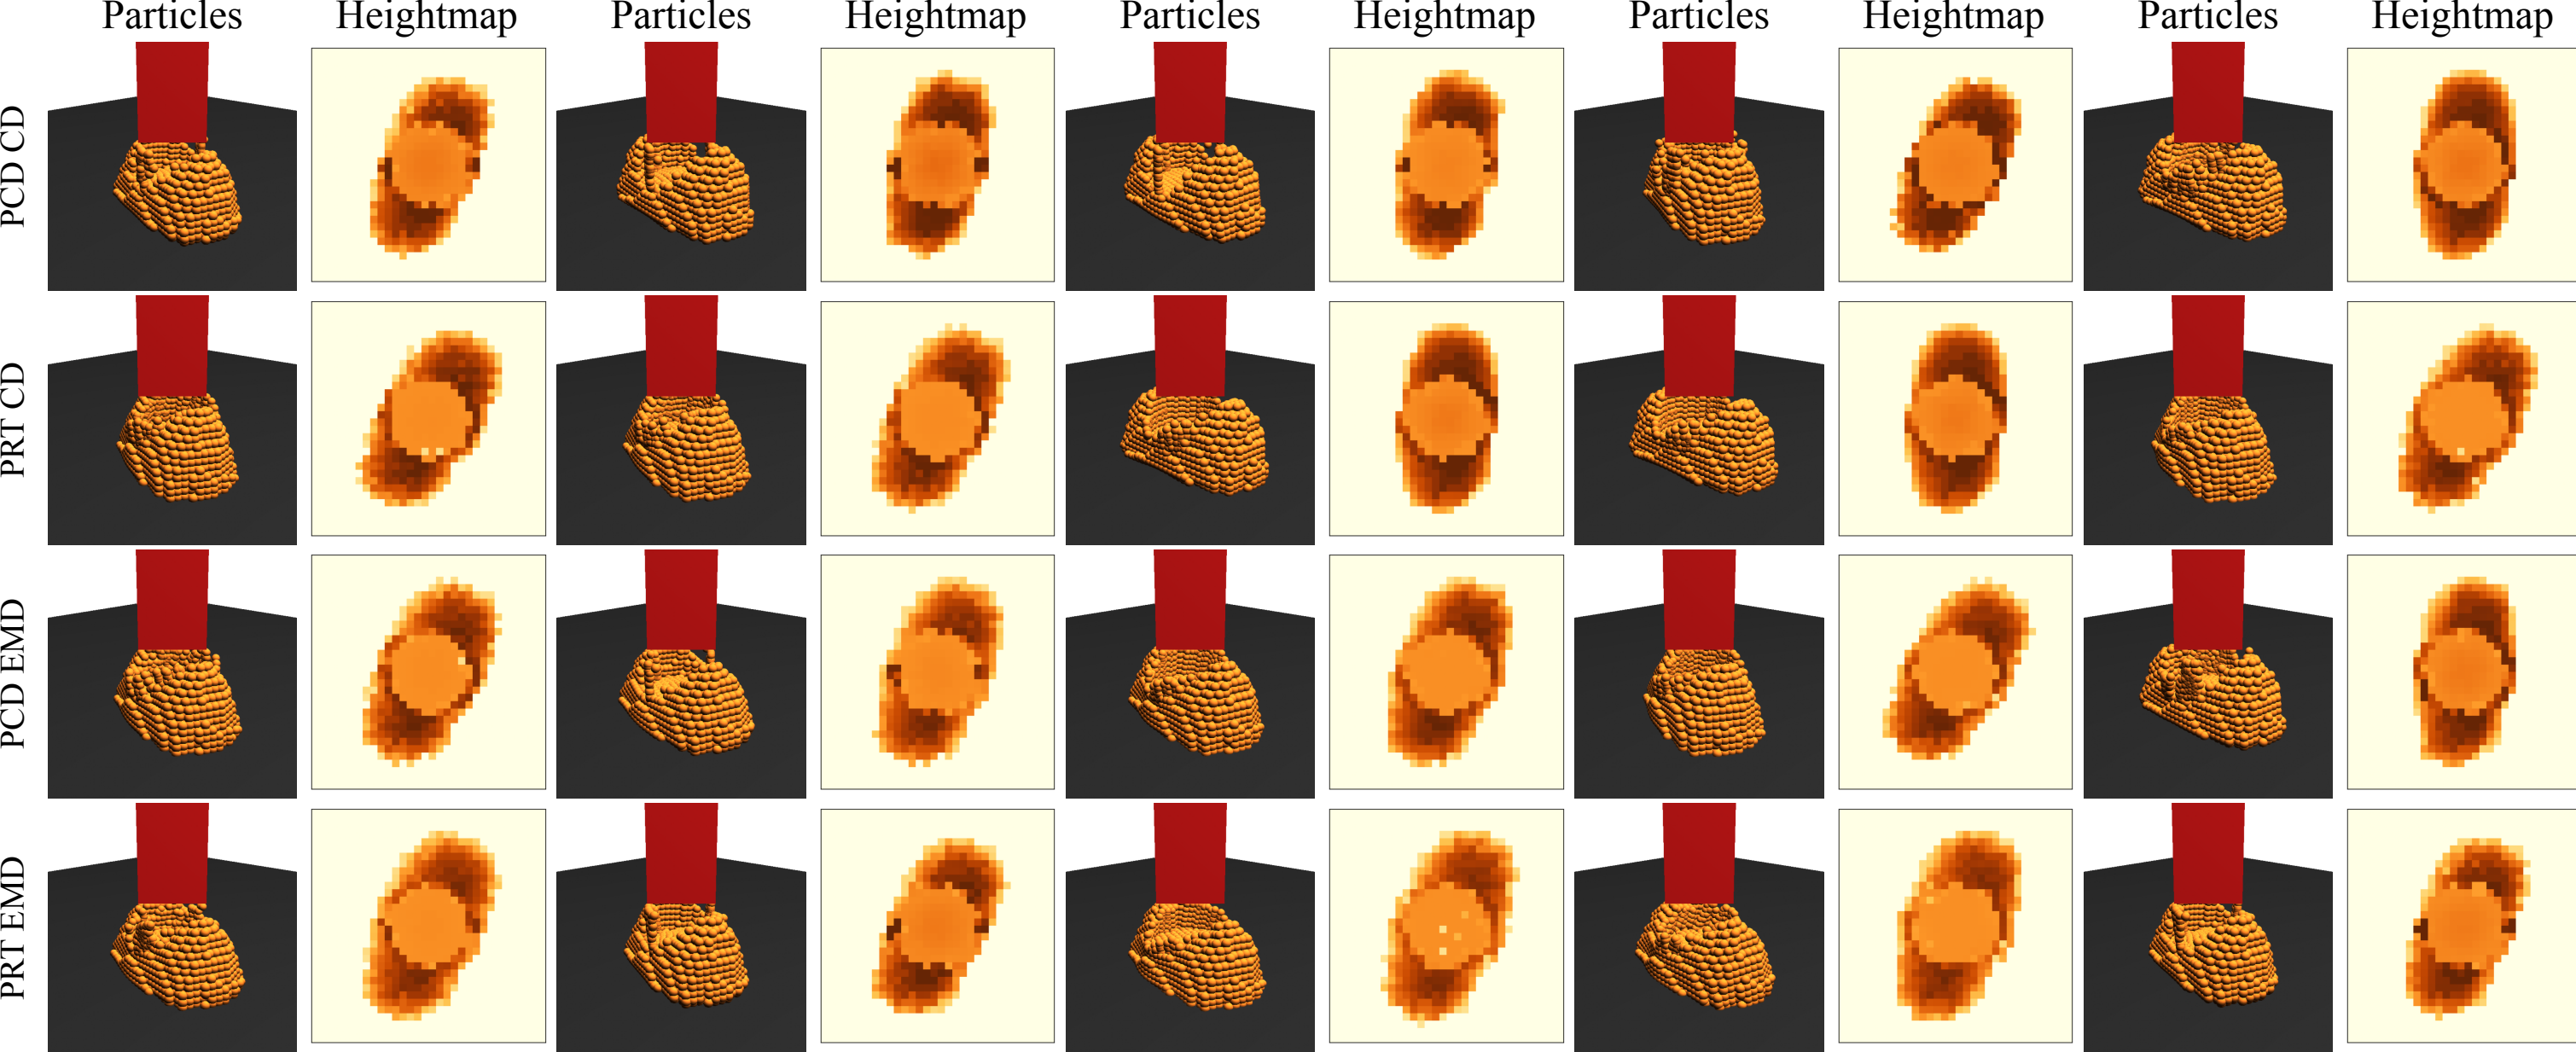 Particles Heightmap Particles Heightmap Particles Heightmap Particles Heightmap Particles Heightmap
PCD CD
PRT CD
PCD EMD
PRT EMD